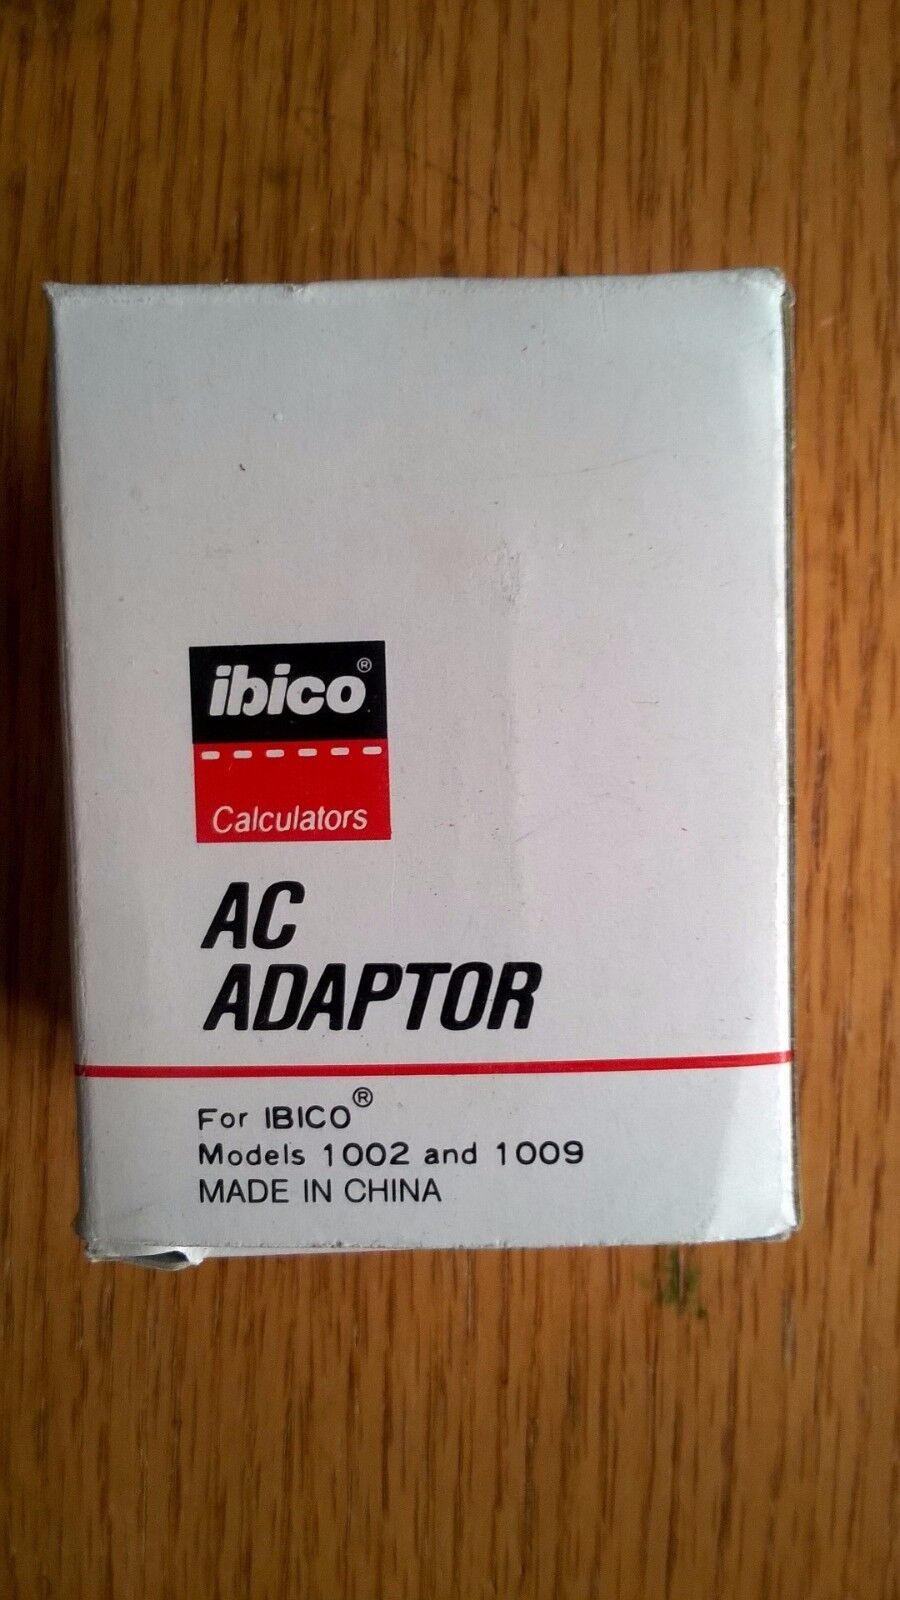 ibico®
Calculators
AC
ADAPTOR
For IBICO®
Models 1002 and 1009
MADE IN CHINA